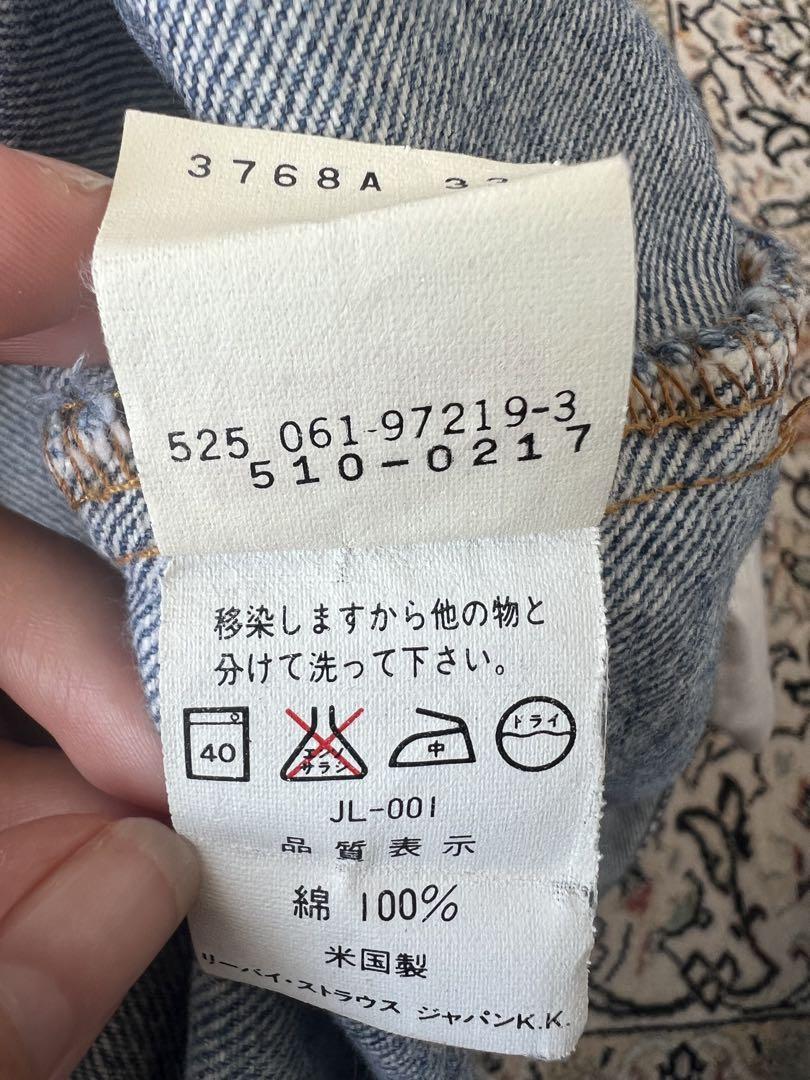 3768A
525 061-97219-3
510-0217
移染しますから他の物と
分けて洗って下さい。
40
エンソ
サラシ
中
ドライ
JL-001
品質表示
綿 100%
米国製
リーバイ・ストラウス ジャパンK.K.